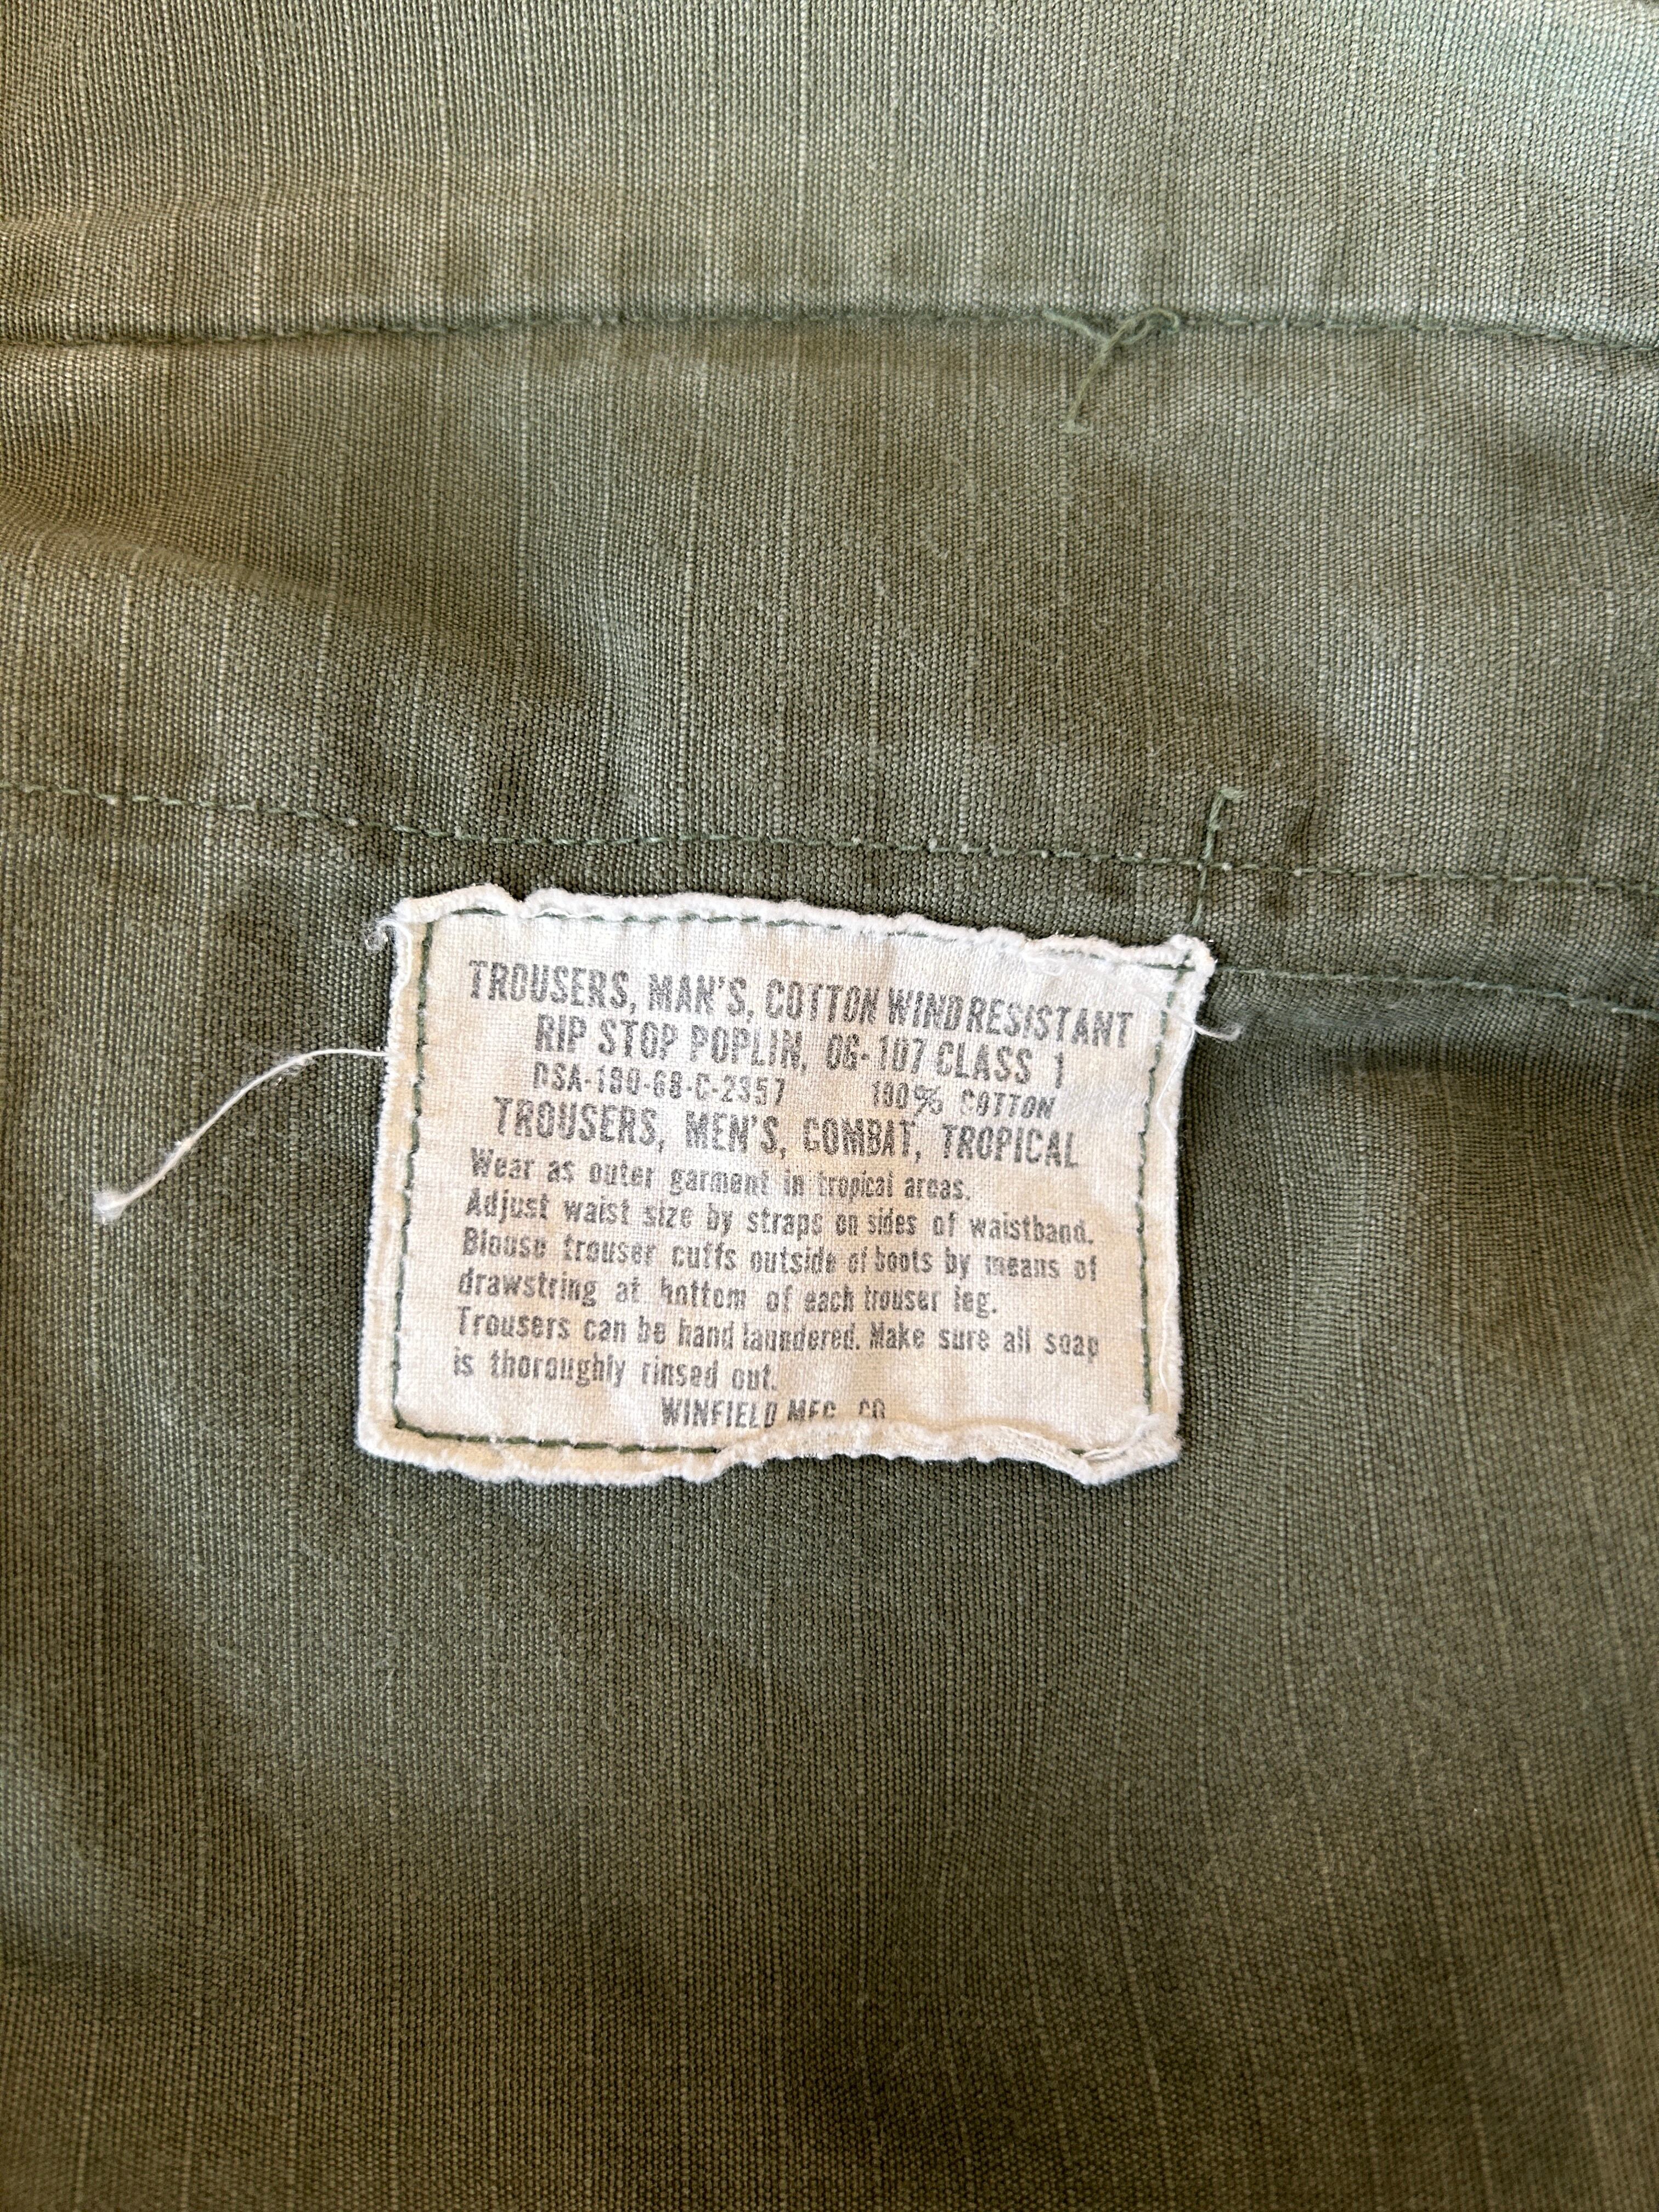 TROUSERS, MAN'S, COTTON WIND RESISTANT
RIP STOP POPLIN, OG-107 CLASS 1
DSA-100-68-C-2357 100% COTTON
TROUSERS, MEN'S, COMBAT, TROPICAL
Wear as outer garment in tropical areas.
Adjust waist size by straps on sides of waistband.
Blouse trouser cuffs outside of boots by means of
drawstring at bottom of each trouser leg.
Trousers can be hand laundered. Make sure all soap
is thoroughly rinsed out.
WINFIELD MFG. CO